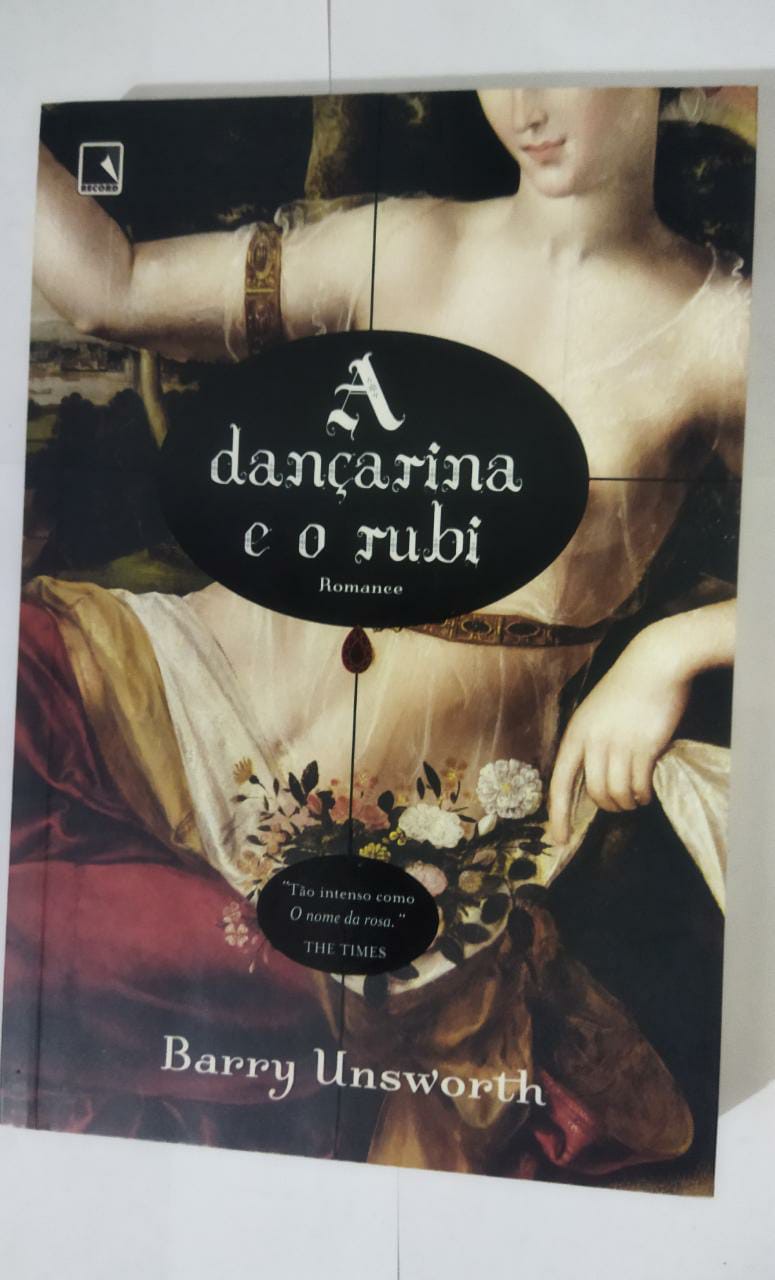 RECORD
A
dançarina
e o rubi
Romance
"Tão intenso como
O nome da rosa."
THE TIMES
Barry Unsworth